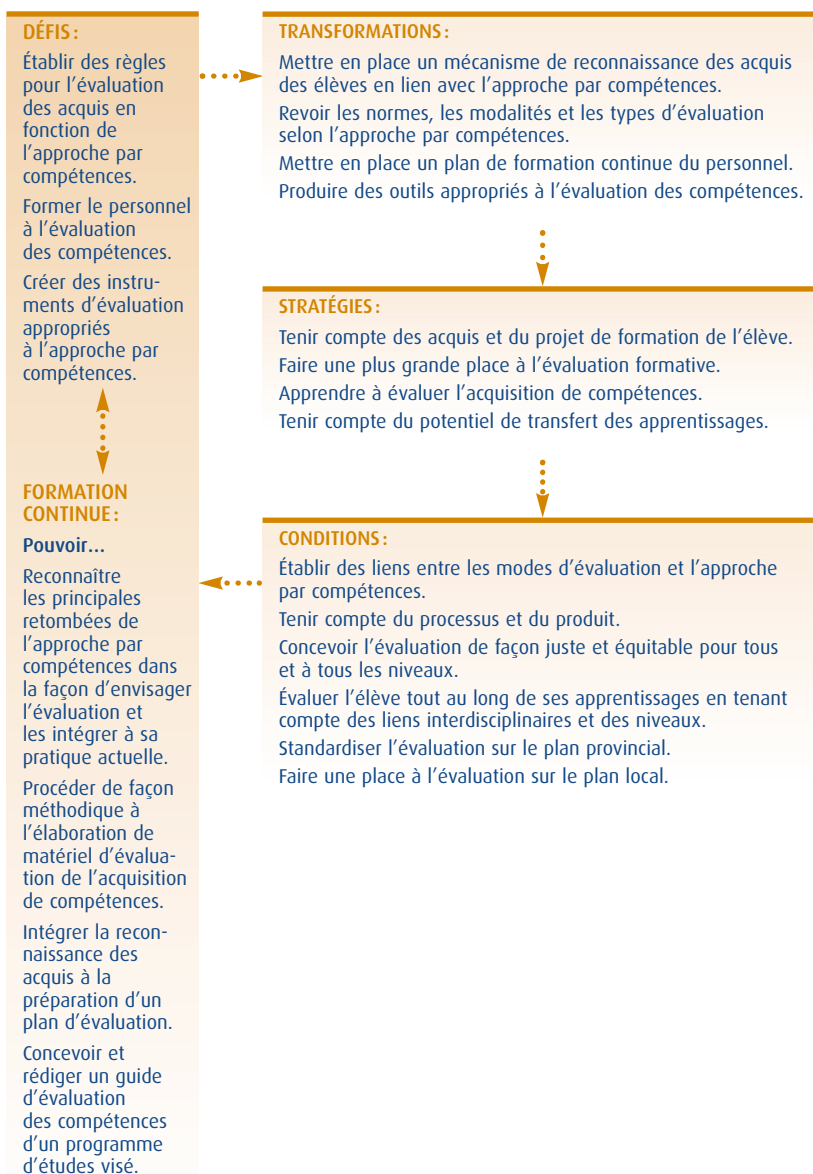 DÉFIS :
Établir des règles
pour l’évaluation
des acquis en
fonction de
l’approche par
compétences.
Former le personnel
à l’évaluation
des compétences.
Créer des instru-
ments d’évaluation
appropriés
à l’approche par
compétences.
TRANSFORMATIONS :
Mettre en place un mécanisme de reconnaissance des acquis
des élèves en lien avec l’approche par compétences.
Revoir les normes, les modalités et les types d’évaluation
selon l’approche par compétences.
Mettre en place un plan de formation continue du personnel.
Produire des outils appropriés à l’évaluation des compétences.
STRATÉGIES :
Tenir compte des acquis et du projet de formation de l’élève.
Faire une plus grande place à l’évaluation formative.
Apprendre à évaluer l’acquisition de compétences.
Tenir compte du potentiel de transfert des apprentissages.
CONDITIONS :
Établir des liens entre les modes d’évaluation et l’approche
par compétences.
Tenir compte du processus et du produit.
Concevoir l’évaluation de façon juste et équitable pour tous
et à tous les niveaux.
Évaluer l’élève tout au long de ses apprentissages en tenant
compte des liens interdisciplinaires et des niveaux.
Standardiser l’évaluation sur le plan provincial.
Faire une place à l’évaluation sur le plan local.
FORMATION
CONTINUE :
Pouvoir...
Reconnaître
les principales
retombées de
l’approche par
compétences dans
la façon d’envisager
l’évaluation et
les intégrer à sa
pratique actuelle.
Procéder de façon
méthodique à
l’élaboration de
matériel d’évalua-
tion de l’acquisition
de compétences.
Intégrer la recon-
naissance des
acquis à la
préparation d’un
plan d’évaluation.
Concevoir et
rédiger un guide
d’évaluation
des compétences
d’un programme
d’études visé.